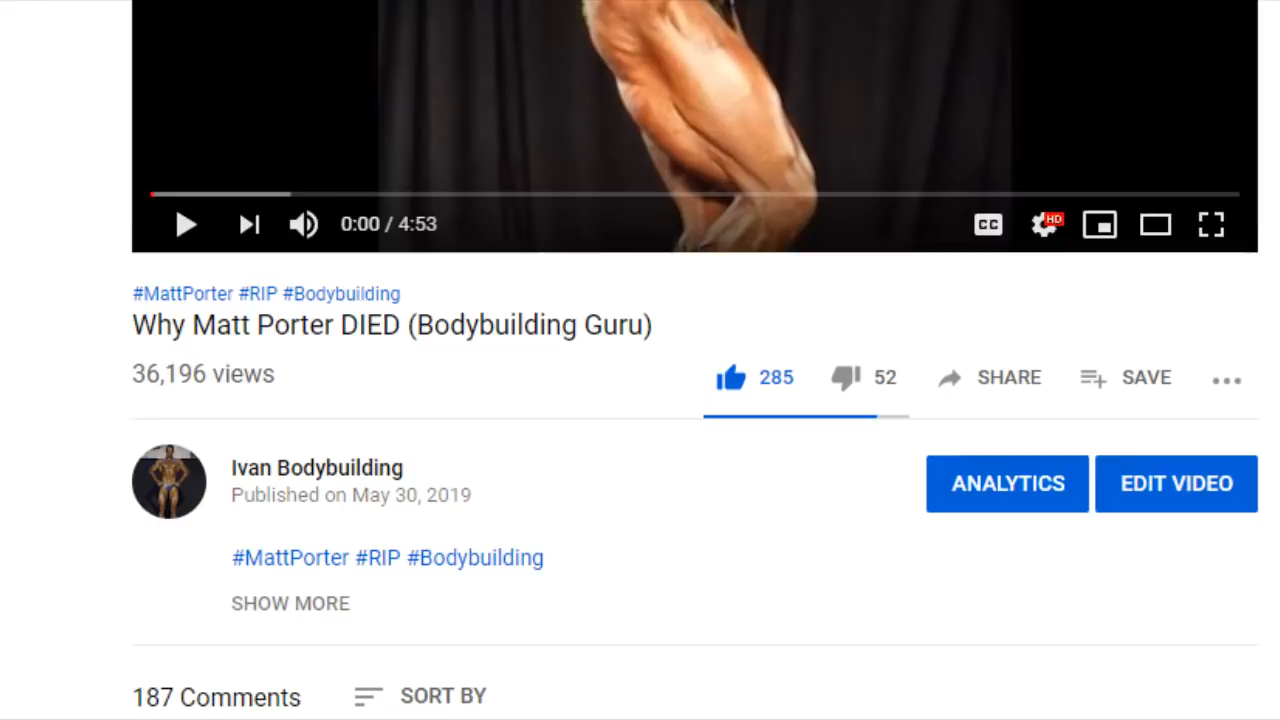 0:00 / 4:53 CC HD
#MattPorter #RIP #Bodybuilding
Why Matt Porter DIED (Bodybuilding Guru)
36,196 views
285 52 SHARE SAVE
Ivan Bodybuilding
Published on May 30, 2019
ANALYTICS EDIT VIDEO
#MattPorter #RIP #Bodybuilding
SHOW MORE
187 Comments SORT BY